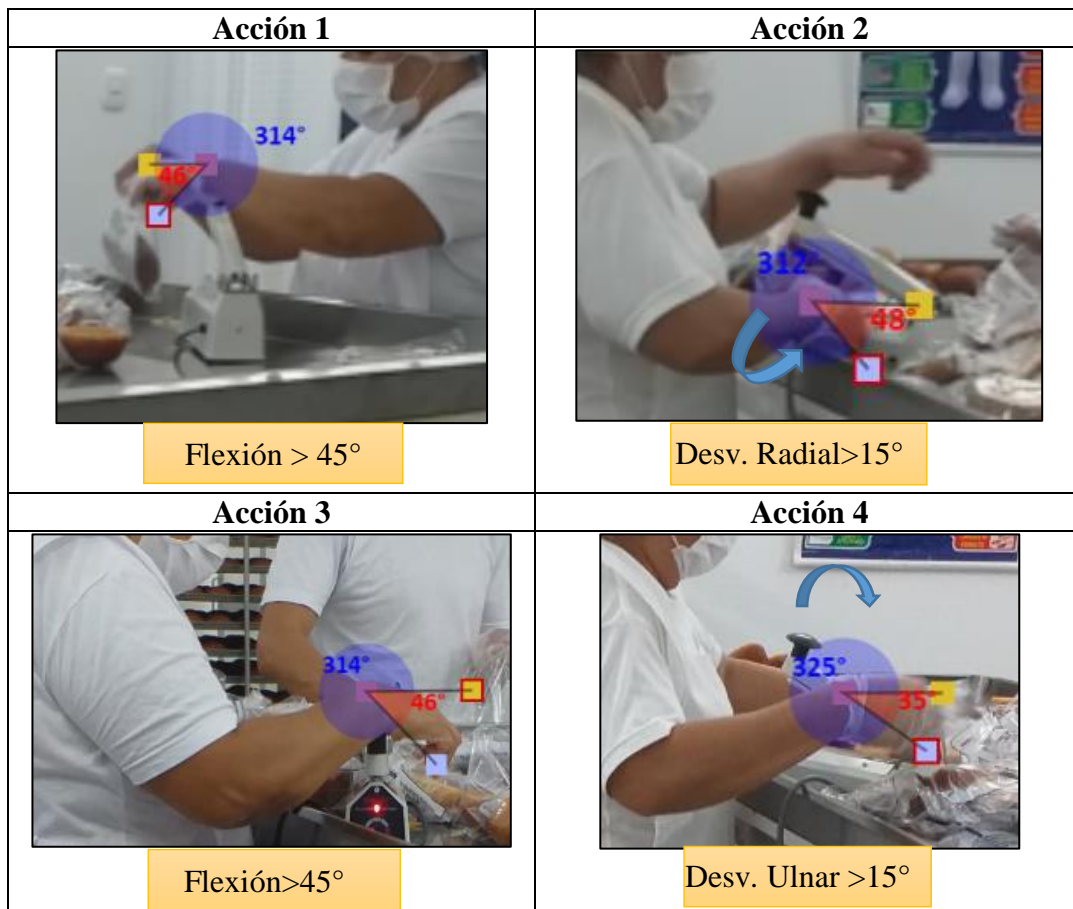 Acción 1
Acción 2
314°
46°
312°
48°
Flexión > 45°
Desv. Radial>15°
Acción 3
Acción 4
314°
46°
325°
35°
Flexión>45°
Desv. Ulnar >15°